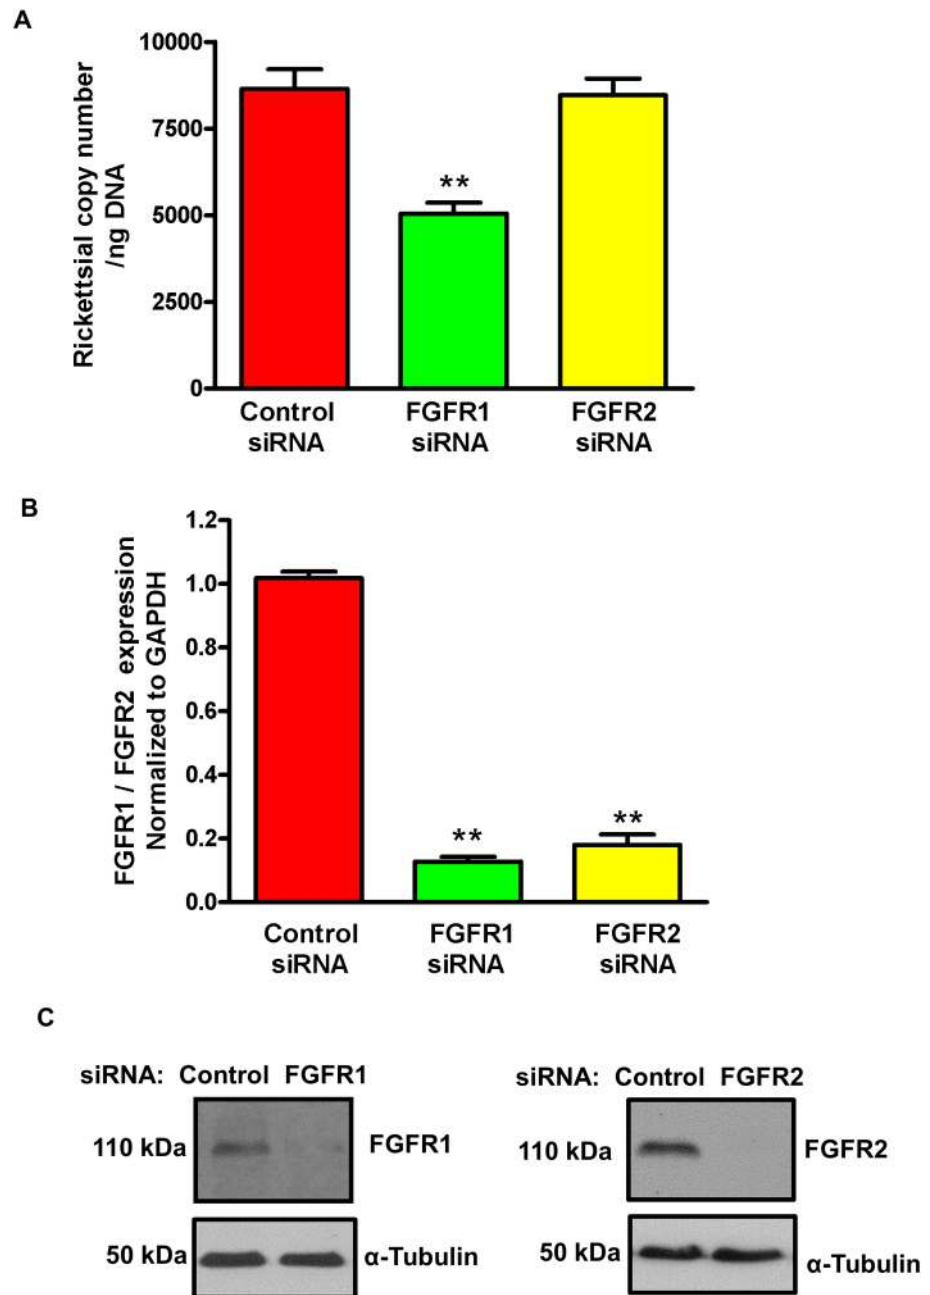 A
Rickettsial copy number
/ng DNA
10000
7500
5000
2500
0
**
Control
siRNA
FGFR1
siRNA
FGFR2
siRNA
B
FGFR1 / FGFR2 expression
Normalized to GAPDH
1.2
1.0
0.8
0.6
0.4
0.2
0.0
**
**
Control
siRNA
FGFR1
siRNA
FGFR2
siRNA
C
siRNA: Control FGFR1
110 kDa
FGFR1
50 kDa
α-Tubulin
siRNA: Control FGFR2
110 kDa
FGFR2
50 kDa
α-Tubulin